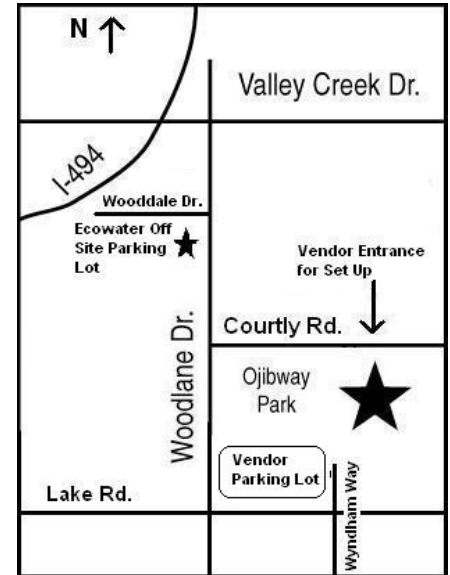 N
Valley Creek Dr.
I-494
Wooddale Dr.
Ecowater Off
Site Parking
Lot
Vendor Entrance
for Set Up
Courtly Rd.
Woodlane Dr.
Ojibway
Park
Vendor
Parking Lot
Wyndham Way
Lake Rd.